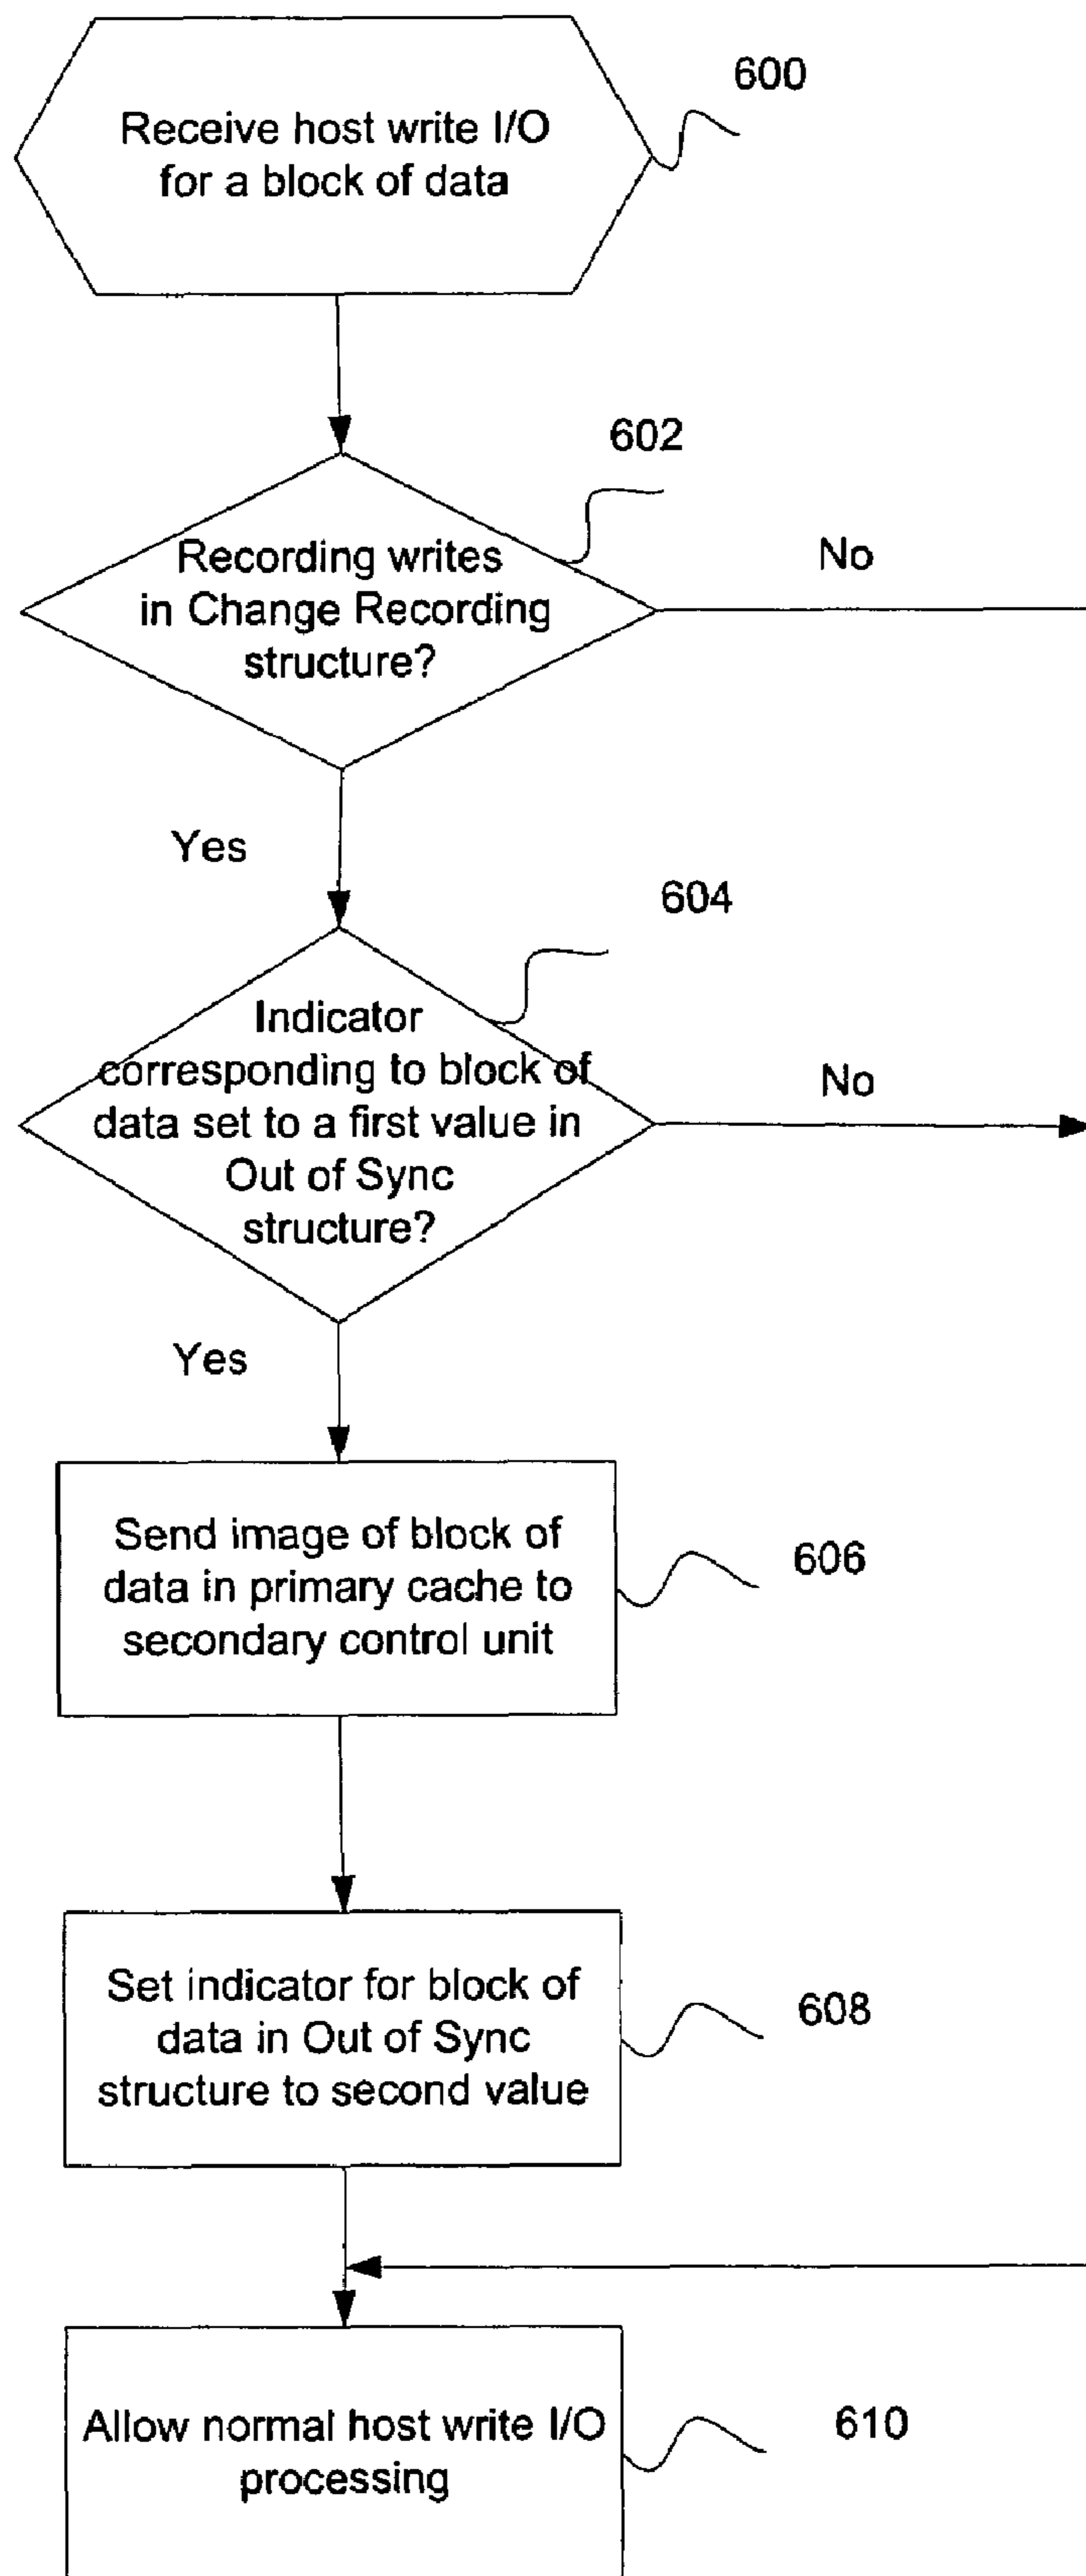 600
Receive host write I/O
for a block of data
602
Recording writes
in Change Recording
structure?
No
Yes
604
Indicator
corresponding to block of
data set to a first value in
Out of Sync
structure?
No
Yes
Send image of block of
data in primary cache to
secondary control unit
606
Set indicator for block of
data in Out of Sync
structure to second value
608
Allow normal host write I/O
processing
610